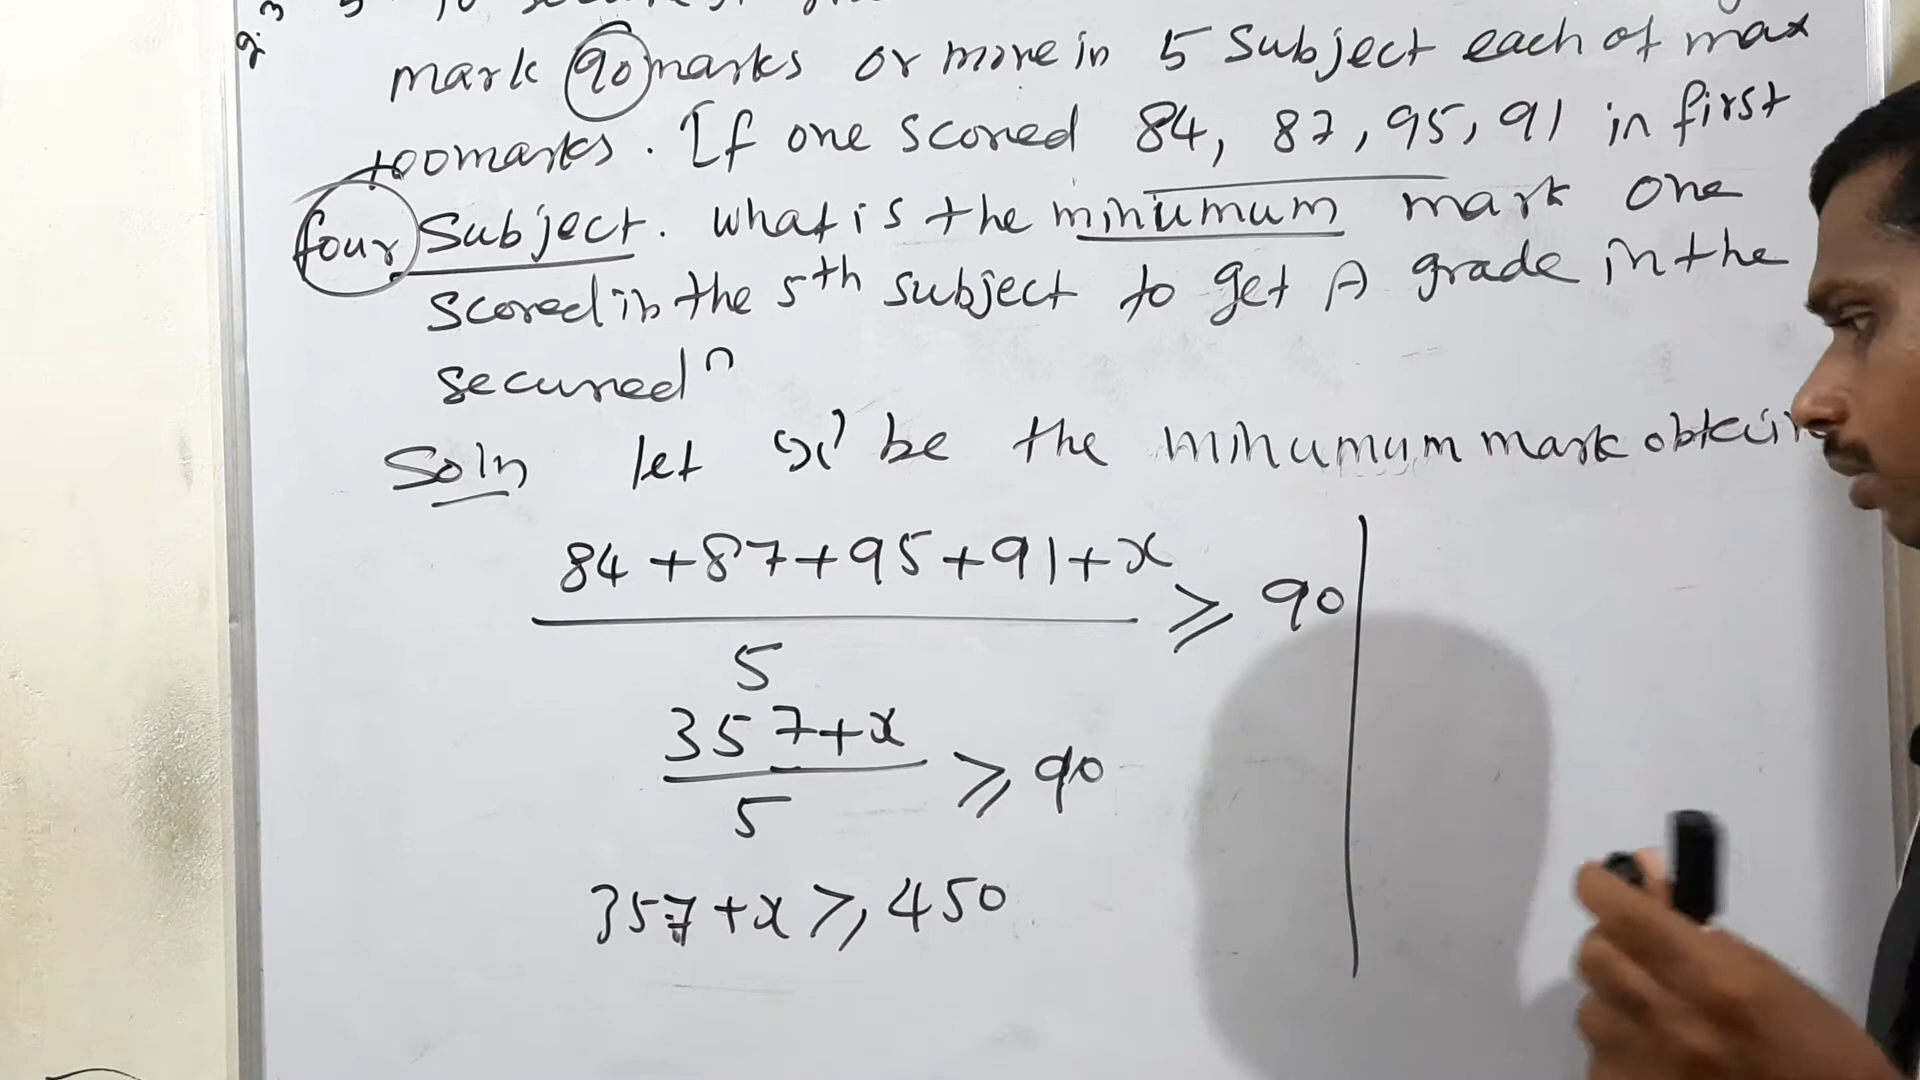 mark 90 marks or more in 5 Subject each of max
100marks. If one scored 84, 87, 95, 91 in first
four Subject. what is the minumum mark one
scored in the 5th subject to get A grade in the
secured
Soln let 'x' be the minumum mark obtain
84+87+95+91+x
≥ 90
5
357+x
≥ 90
5
357+x ≥ 450